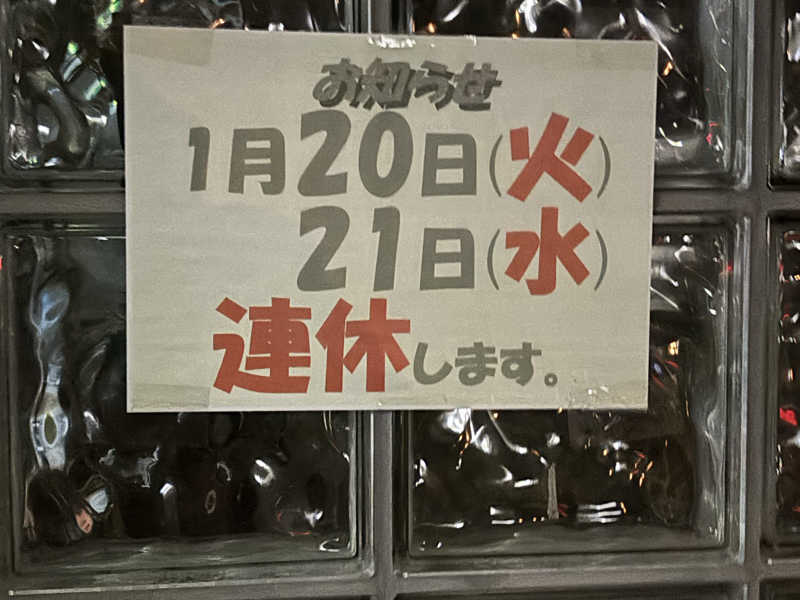 お知らせ
1月20日(火)
21日(水)
連休します。